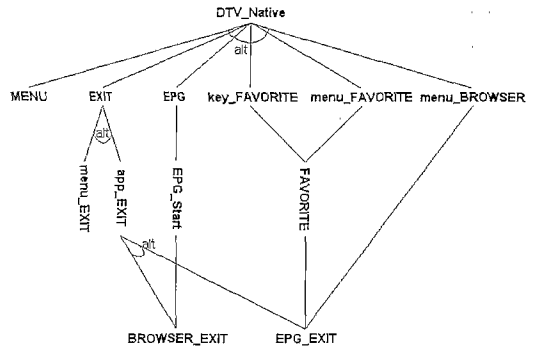 DTV_Native
alt
MENU EXIT EPG key_FAVORITE menu_FAVORITE menu_BROWSER
alt
menu_EXIT app_EXIT EPG_Start FAVORITE
alt
BROWSER_EXIT EPG_EXIT